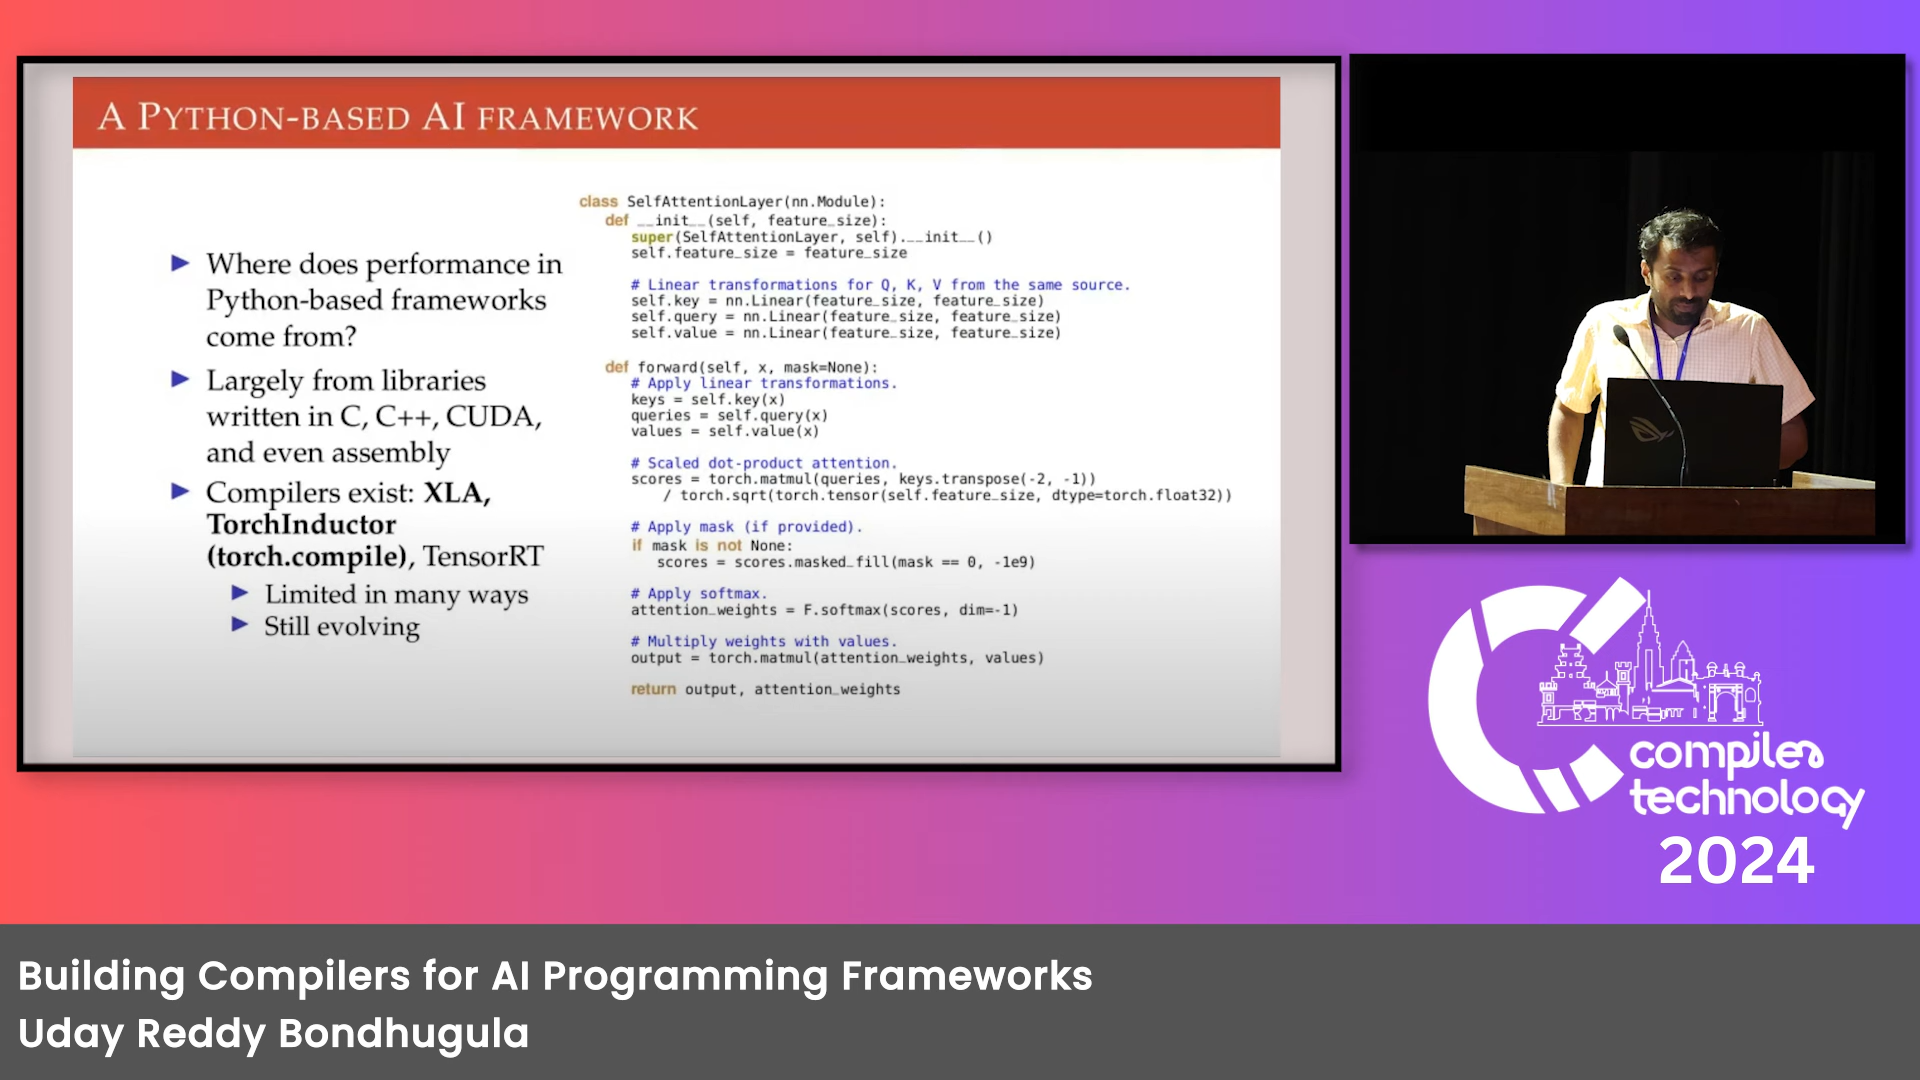 A PYTHON-BASED AI FRAMEWORK
Where does performance in
Python-based frameworks
come from?
Largely from libraries
written in C, C++, CUDA,
and even assembly
Compilers exist: XLA,
TorchInductor
(torch.compile), TensorRT
Limited in many ways
Still evolving
class SelfAttentionLayer(nn.Module):
def __init__(self, feature_size):
super(SelfAttentionLayer, self).__init__()
self.feature_size = feature_size
# Linear transformations for Q, K, V from the same source.
self.key = nn.Linear(feature_size, feature_size)
self.query = nn.Linear(feature_size, feature_size)
self.value = nn.Linear(feature_size, feature_size)
def forward(self, x, mask=None):
# Apply linear transformations.
keys = self.key(x)
queries = self.query(x)
values = self.value(x)
# Scaled dot-product attention.
scores = torch.matmul(queries, keys.transpose(-2, -1))
/ torch.sqrt(torch.tensor(self.feature_size, dtype=torch.float32))
# Apply mask (if provided).
if mask is not None:
scores = scores.masked_fill(mask == 0, -1e9)
# Apply softmax.
attention_weights = F.softmax(scores, dim=-1)
# Multiply weights with values.
output = torch.matmul(attention_weights, values)
return output, attention_weights
compiler
technology
2024
Building Compilers for AI Programming Frameworks
Uday Reddy Bondhugula